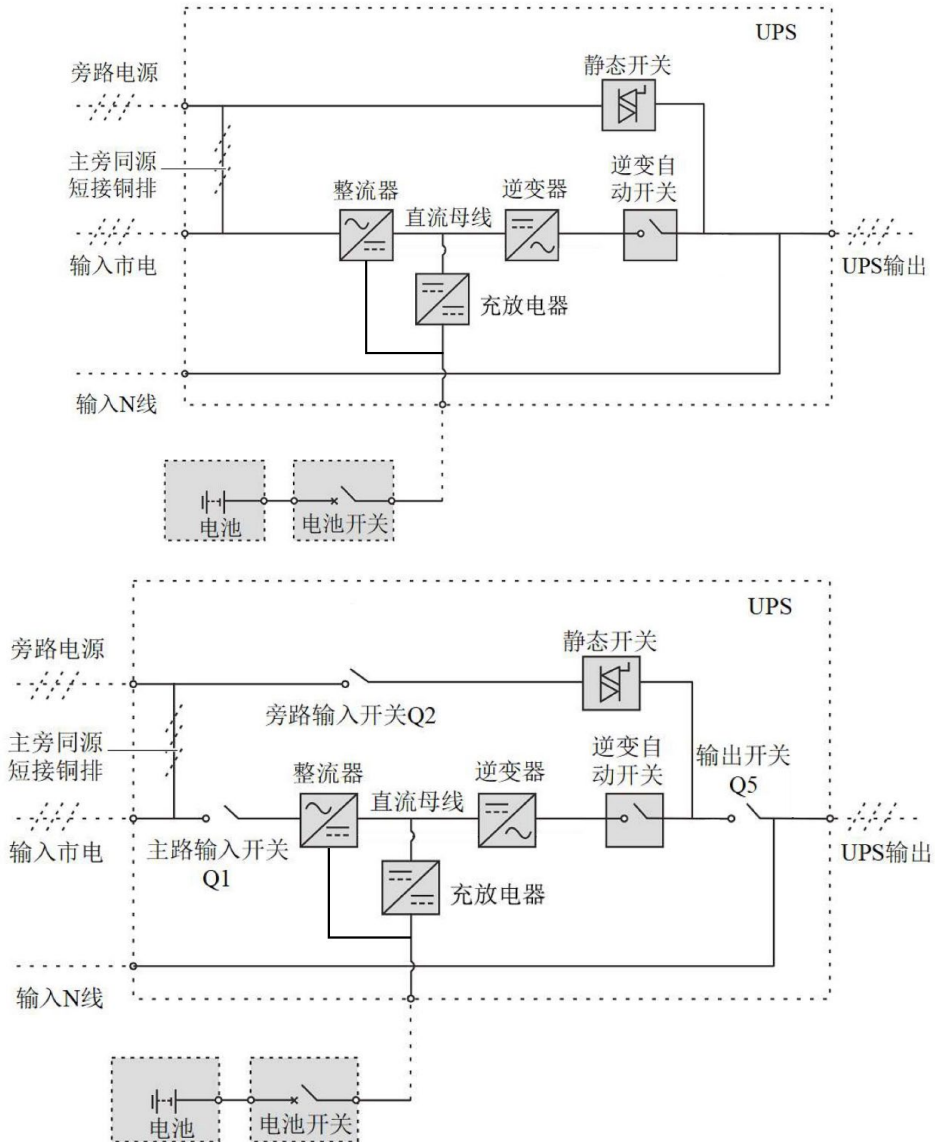 UPS
静态开关
旁路电源
主旁同源
短接铜排
整流器
直流母线
逆变器
逆变自
动开关
输入市电
UPS输出
充放电器
输入N线
电池
电池开关
UPS
静态开关
旁路电源
旁路输入开关Q2
主旁同源
短接铜排
整流器
直流母线
逆变器
逆变自
动开关
输出开关
Q5
输入市电
主路输入开关
Q1
UPS输出
充放电器
输入N线
电池
电池开关